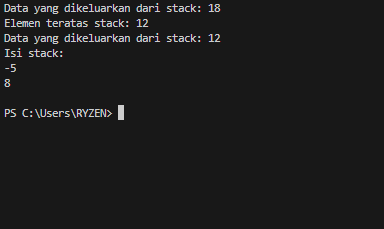 Data yang dikeluarkan dari stack: 18
Elemen teratas stack: 12
Data yang dikeluarkan dari stack: 12
Isi stack:
-5
8
PS C:\Users\RYZEN>